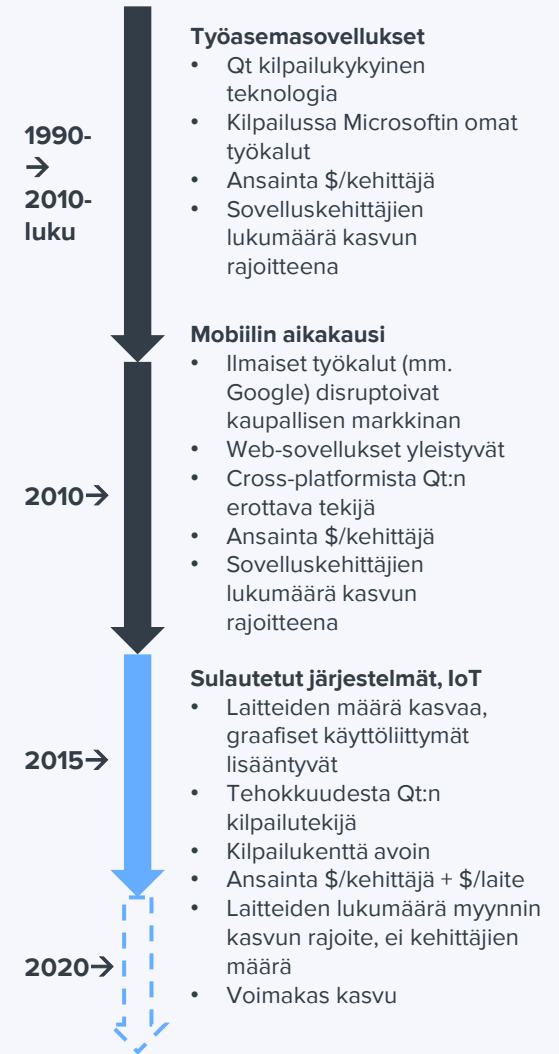 Työasemasovellukset
• Qt kilpailukykyinen
teknologia
• Kilpailussa Microsoftin omat
työkalut
• Ansainta $/kehittäjä
• Sovelluskehittäjien
lukumäärä kasvun
rajoitteena
1990-
→
2010-
luku
Mobiilin aikakausi
• Ilmaiset työkalut (mm.
Google) disruptoivat
kaupallisen markkinan
• Web-sovellukset yleistyvät
• Cross-platformista Qt:n
erottava tekijä
• Ansainta $/kehittäjä
• Sovelluskehittäjien
lukumäärä kasvun
rajoitteena
2010→
Sulautetut järjestelmät, IoT
• Laitteiden määrä kasvaa,
graafiset käyttöliittymät
lisääntyvät
• Tehokkuudesta Qt:n
kilpailutekijä
• Kilpailukenttä avoin
• Ansainta $/kehittäjä + $/laite
• Laitteiden lukumäärä myynnin
kasvun rajoite, ei kehittäjien
määrä
• Voimakas kasvu
2015→
2020→